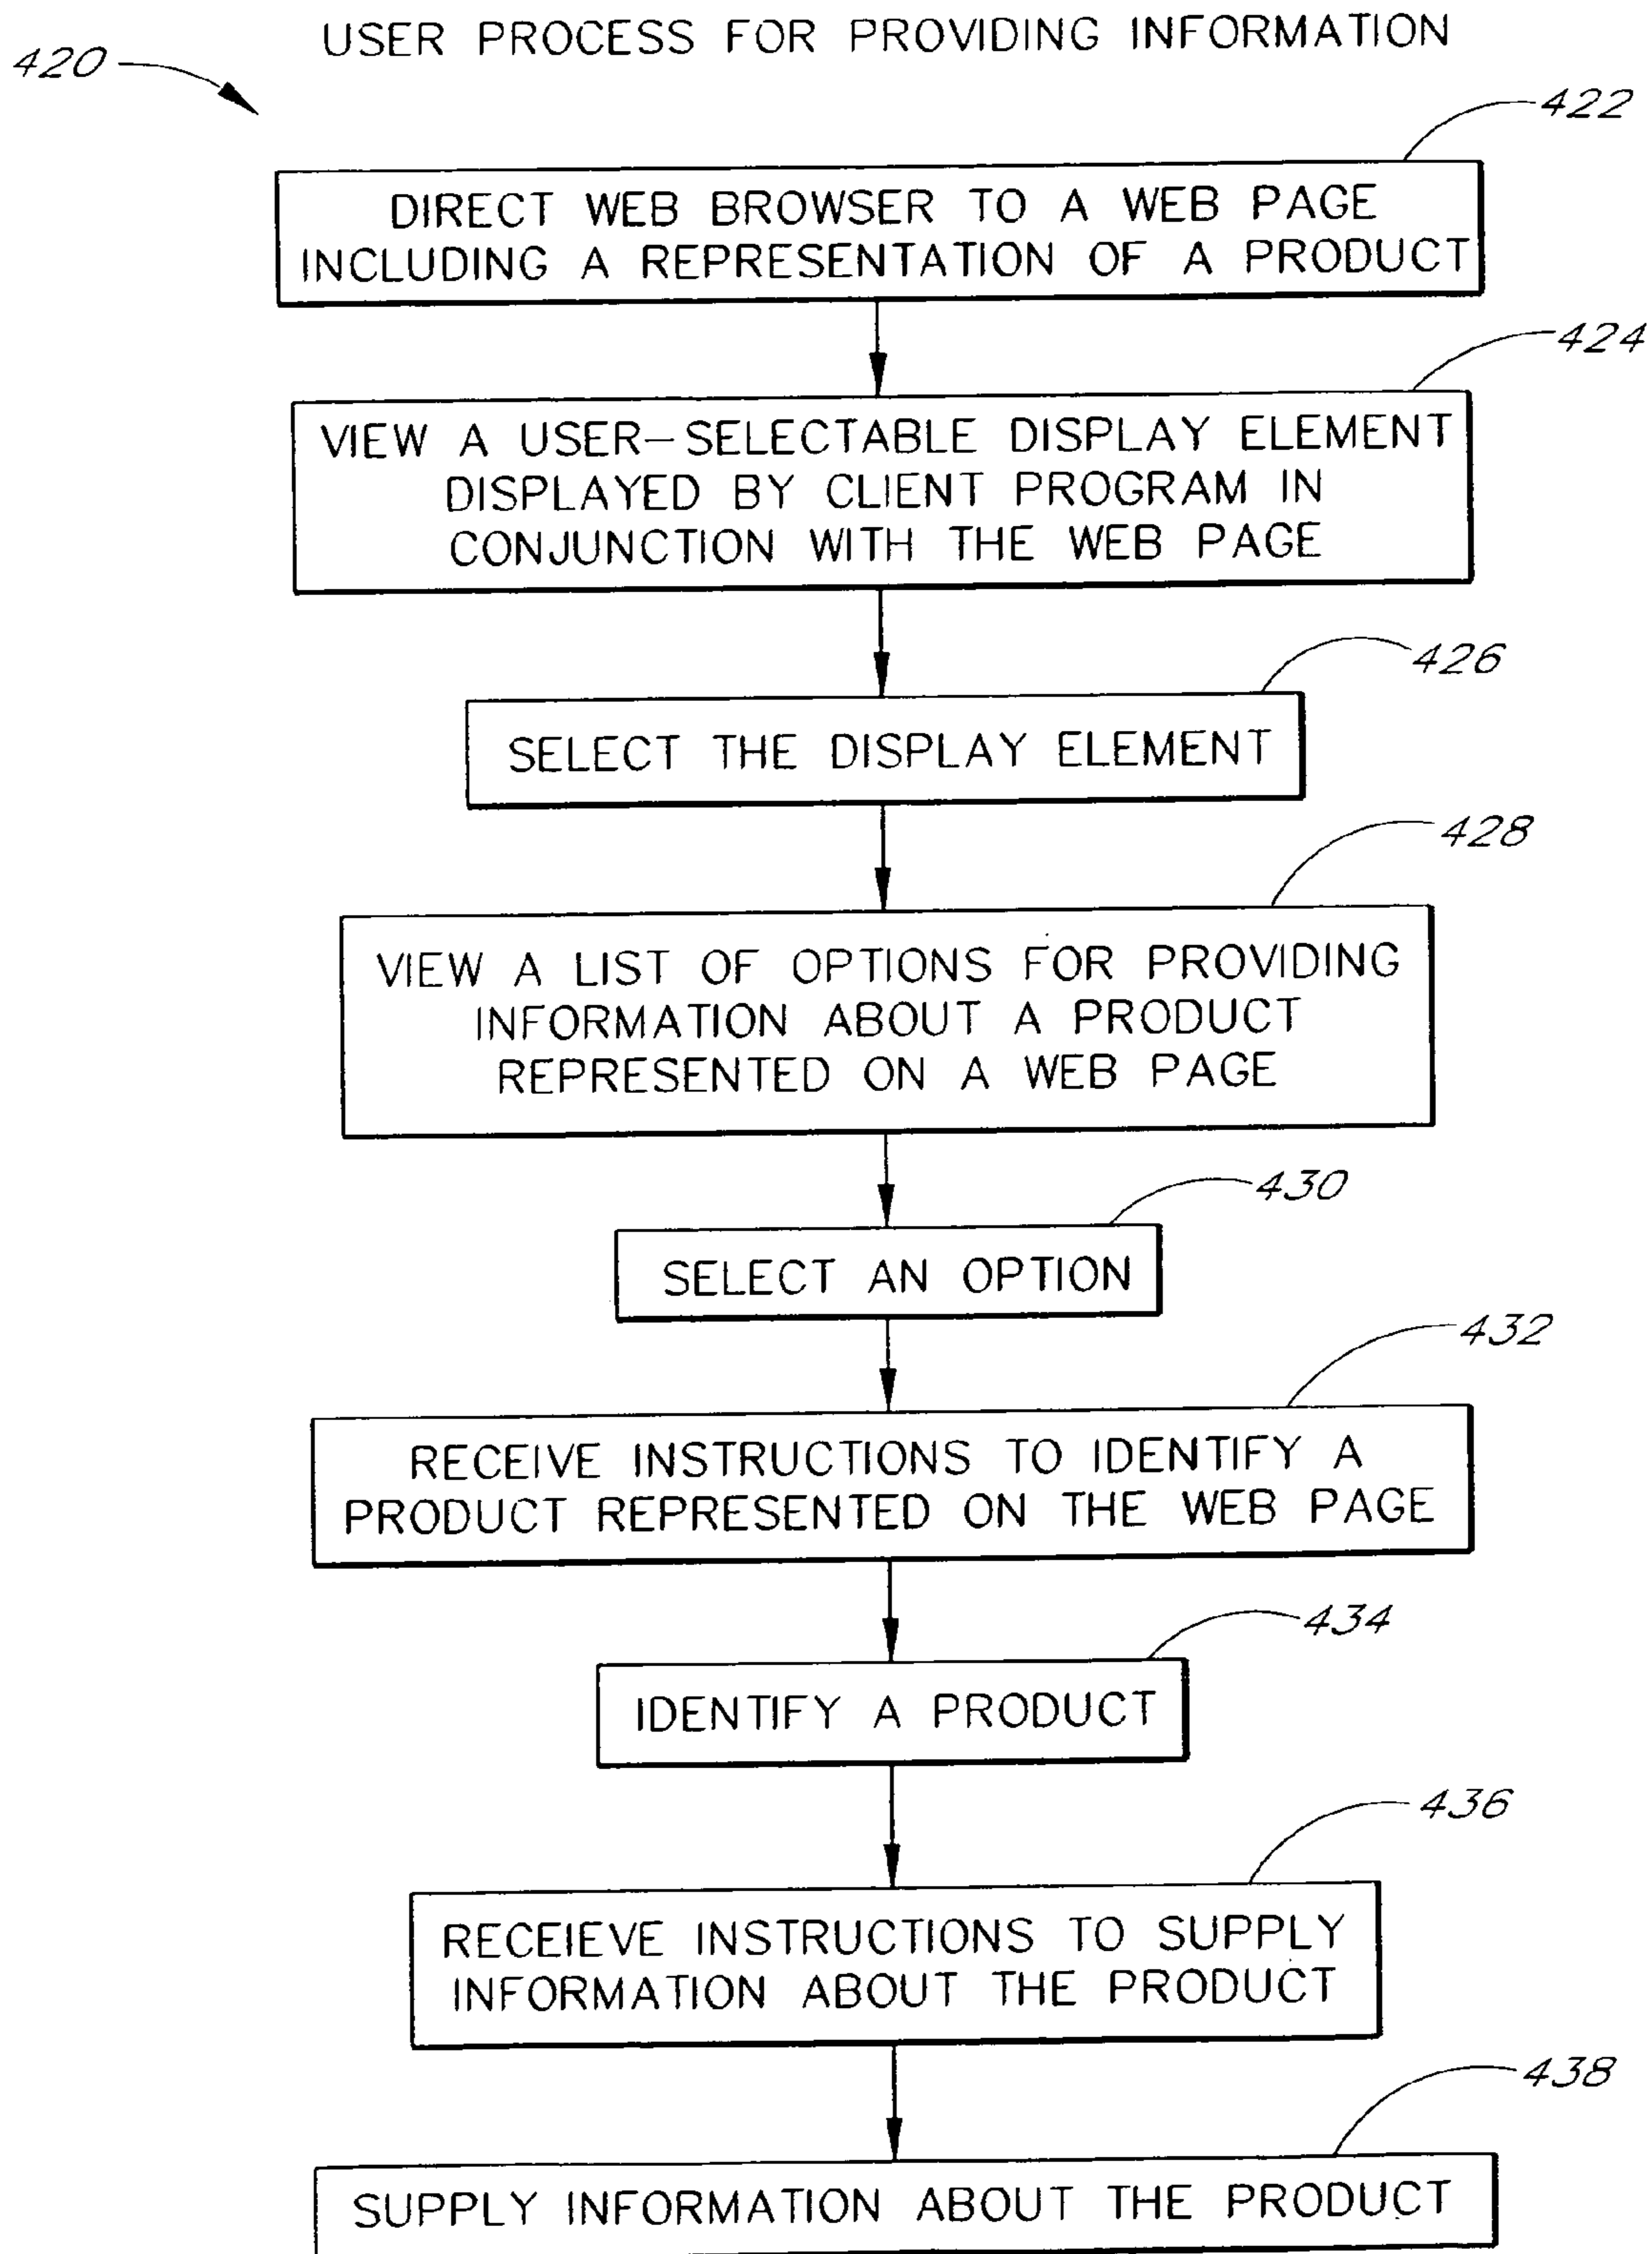 USER PROCESS FOR PROVIDING INFORMATION
420
422
DIRECT WEB BROWSER TO A WEB PAGE
INCLUDING A REPRESENTATION OF A PRODUCT
424
VIEW A USER-SELECTABLE DISPLAY ELEMENT
DISPLAYED BY CLIENT PROGRAM IN
CONJUNCTION WITH THE WEB PAGE
426
SELECT THE DISPLAY ELEMENT
428
VIEW A LIST OF OPTIONS FOR PROVIDING
INFORMATION ABOUT A PRODUCT
REPRESENTED ON A WEB PAGE
430
SELECT AN OPTION
432
RECEIVE INSTRUCTIONS TO IDENTIFY A
PRODUCT REPRESENTED ON THE WEB PAGE
434
IDENTIFY A PRODUCT
436
RECEIEVE INSTRUCTIONS TO SUPPLY
INFORMATION ABOUT THE PRODUCT
438
SUPPLY INFORMATION ABOUT THE PRODUCT